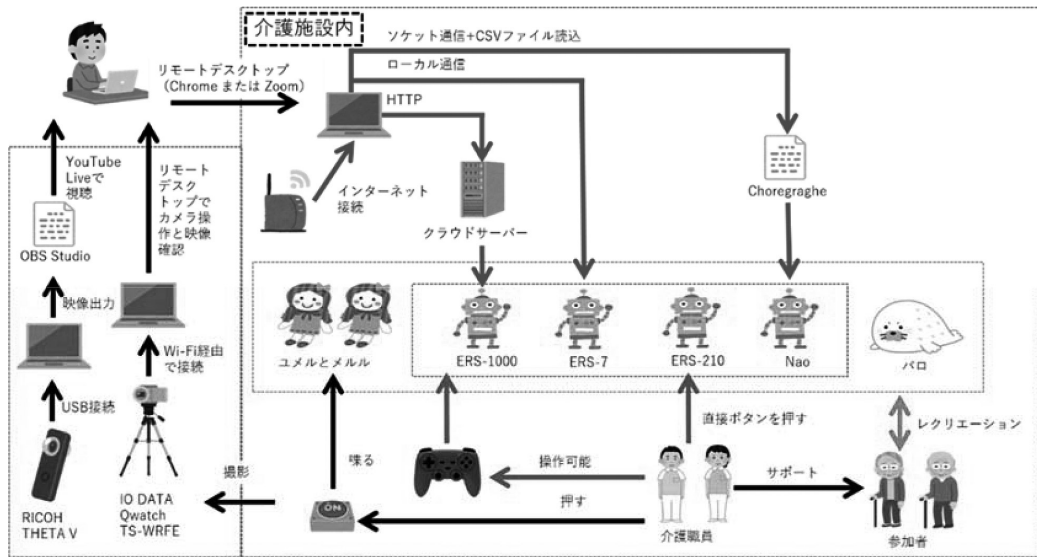 介護施設内
ソケット通信+CSVファイル読込
ローカル通信
HTTP
リモートデスクトップ
(Chrome または Zoom)
インターネット
接続
クラウドサーバー
Choregraghe
YouTube
Liveで
視聴
OBS Studio
映像出力
USB接続
RICOH
THETA V
リモート
デスク
トップで
カメラ操
作と映像
確認
Wi-Fi経由
で接続
IO DATA
Qwatch
TS-WRFE
ユメルとメルル
ERS-1000
ERS-7
ERS-210
Nao
パロ
直接ボタンを押す
レクリエーション
喋る
操作可能
サポート
撮影
押す
ON
介護職員
参加者